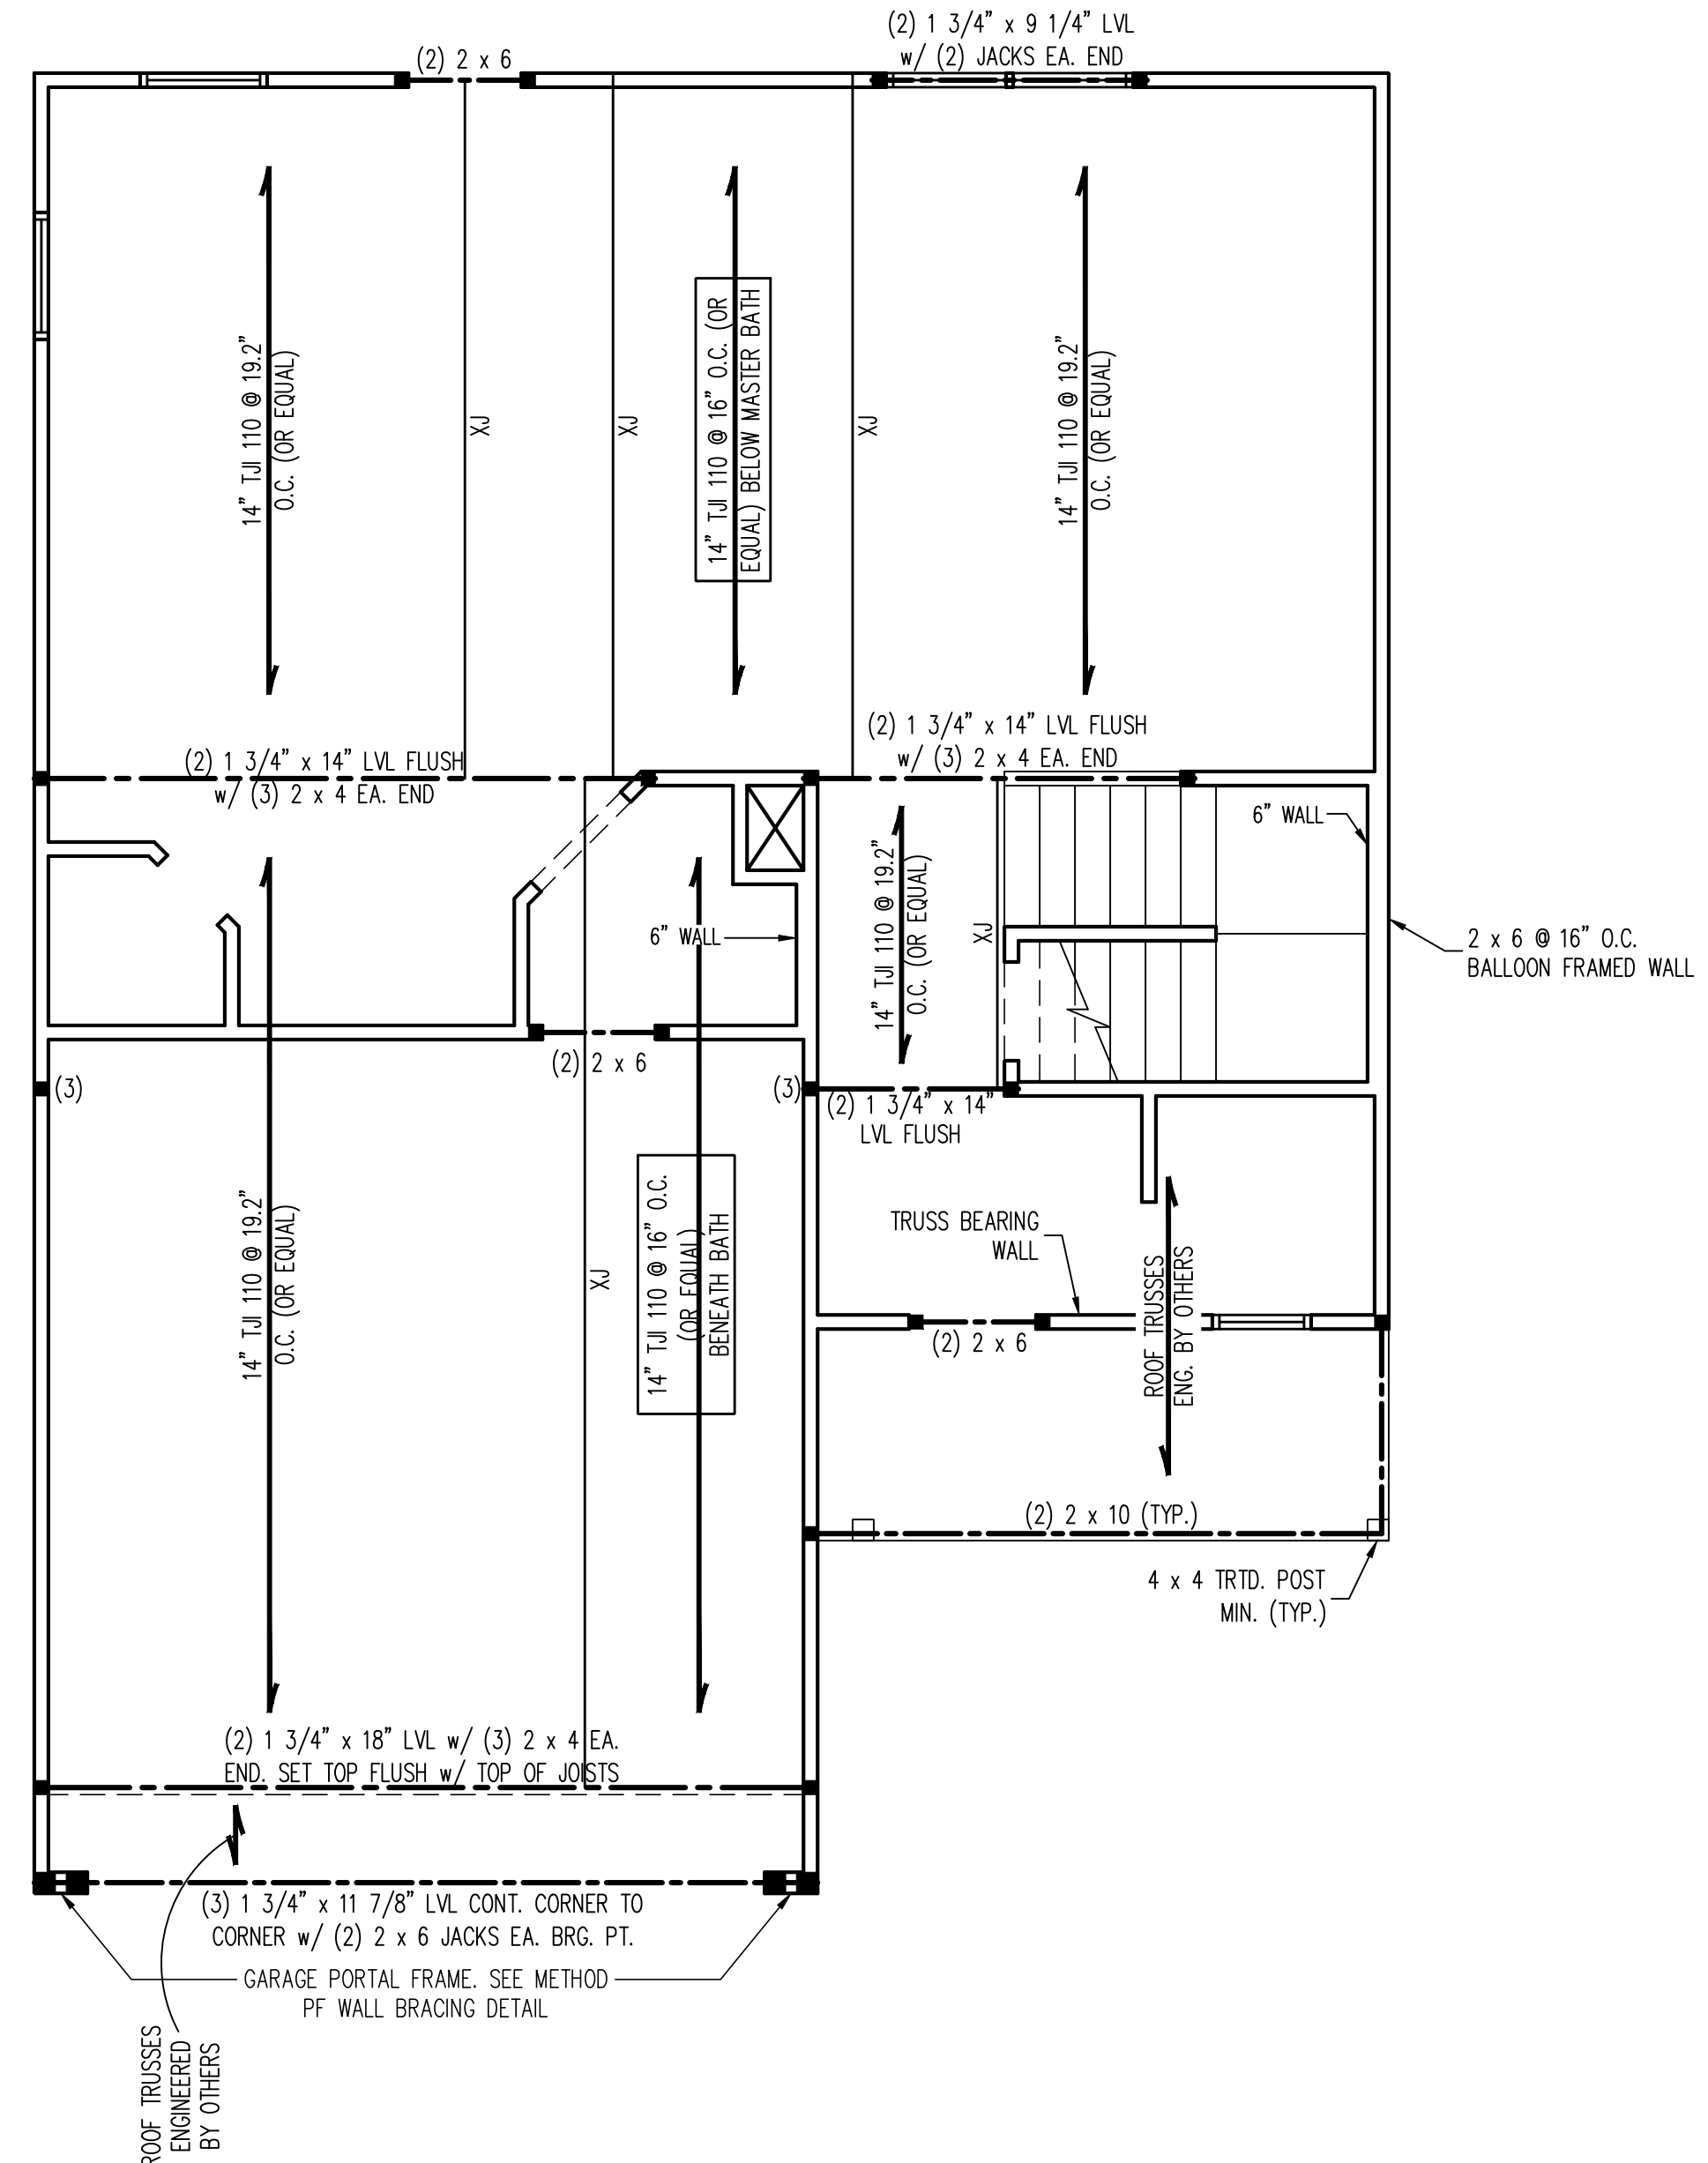 (2) 2 x 6
(2) 1 3/4" x 9 1/4" LVL
w/ (2) JACKS EA. END
14" TJI 110 @ 19.2"
O.C. (OR EQUAL)
XJ
XJ
14" TJI 110 @ 16" O.C. (OR
EQUAL) BELOW MASTER BATH
XJ
14" TJI 110 @ 19.2"
O.C. (OR EQUAL)
(2) 1 3/4" x 14" LVL FLUSH
w/ (3) 2 x 4 EA. END
(2) 1 3/4" x 14" LVL FLUSH
w/ (3) 2 x 4 EA. END
6" WALL
14" TJI 110 @ 19.2"
O.C. (OR EQUAL)
XJ
6" WALL
2 x 6 @ 16" O.C.
BALLOON FRAMED WALL
(2) 2 x 6
(3)
(3)
(2) 1 3/4" x 14"
LVL FLUSH
14" TJI 110 @ 19.2"
O.C. (OR EQUAL)
XJ
14" TJI 110 @ 16" O.C.
(OR EQUAL)
BENEATH BATH
TRUSS BEARING
WALL
ROOF TRUSSES
ENG. BY OTHERS
(2) 2 x 6
(2) 2 x 10 (TYP.)
4 x 4 TRTD. POST
MIN. (TYP.)
(2) 1 3/4" x 18" LVL w/ (3) 2 x 4 EA.
END. SET TOP FLUSH w/ TOP OF JOISTS
(3) 1 3/4" x 11 7/8" LVL CONT. CORNER TO
CORNER w/ (2) 2 x 6 JACKS EA. BRG. PT.
GARAGE PORTAL FRAME. SEE METHOD
PF WALL BRACING DETAIL
ROOF TRUSSES
ENGINEERED
BY OTHERS